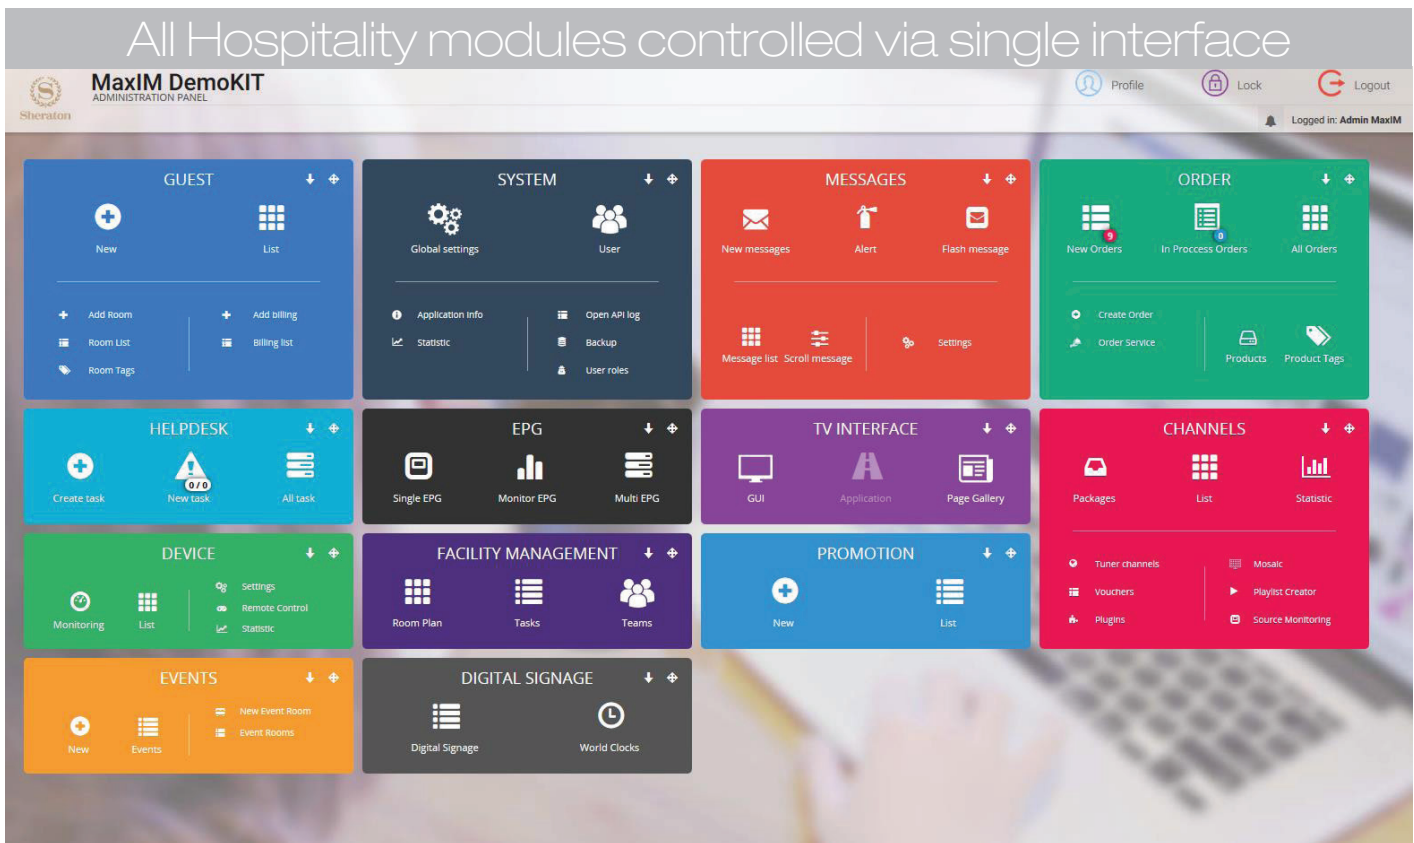 All Hospitality modules controlled via single interface
Sheraton
MaxIM DemoKIT
ADMINISTRATION PANEL
Profile
Lock
Logout
Logged in: Admin MaxIM
GUEST
New
List
Add Room
Add billing
Room List
Billing list
Room Tags
SYSTEM
Global settings
User
Application info
Open API log
Statistic
Backup
User roles
MESSAGES
New messages
Alert
Flash message
Message list
Scroll message
Settings
ORDER
9
0
New Orders
In Proccess Orders
All Orders
Create Order
Order Service
Products
Product Tags
HELPDESK
0/0
Create task
New task
All task
EPG
Single EPG
Monitor EPG
Multi EPG
TV INTERFACE
GUI
Application
Page Gallery
CHANNELS
Packages
List
Statistic
Tuner channels
Mosaic
Vouchers
Playlist Creator
Plugins
Source Monitoring
DEVICE
Monitoring
List
Settings
Remote Control
Statistic
FACILITY MANAGEMENT
Room Plan
Tasks
Teams
PROMOTION
New
List
EVENTS
New
Events
New Event Room
Event Rooms
DIGITAL SIGNAGE
Digital Signage
World Clocks